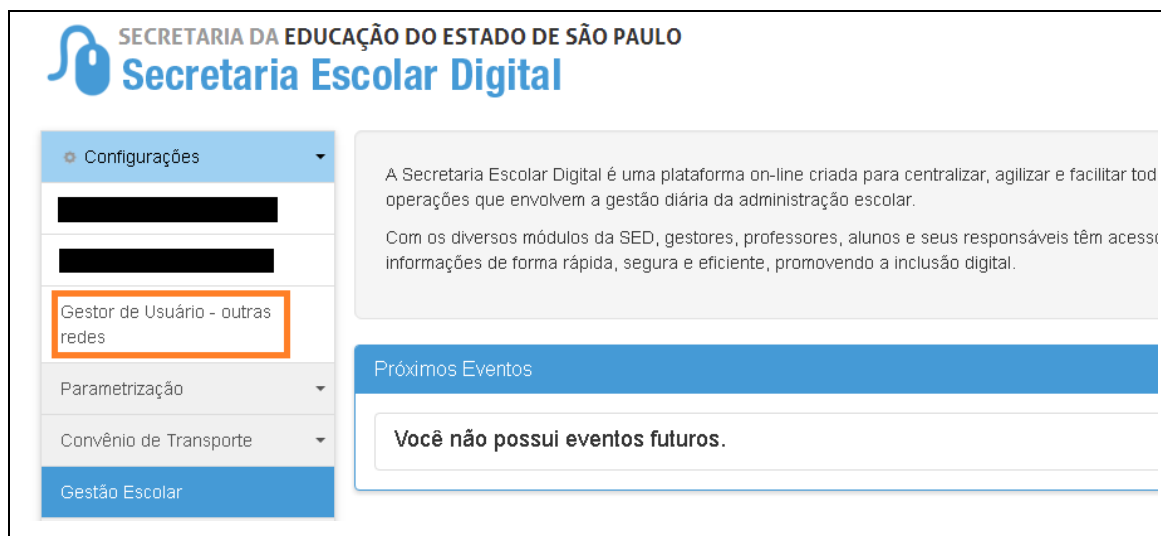 SECRETARIA DA EDUCAÇÃO DO ESTADO DE SÃO PAULO
Secretaria Escolar Digital
Configurações
Gestor de Usuário - outras
redes
Parametrização
Convênio de Transporte
Gestão Escolar
A Secretaria Escolar Digital é uma plataforma on-line criada para centralizar, agilizar e facilitar tod
operações que envolvem a gestão diária da administração escolar.
Com os diversos módulos da SED, gestores, professores, alunos e seus responsáveis têm acesso
informações de forma rápida, segura e eficiente, promovendo a inclusão digital.
Próximos Eventos
Você não possui eventos futuros.